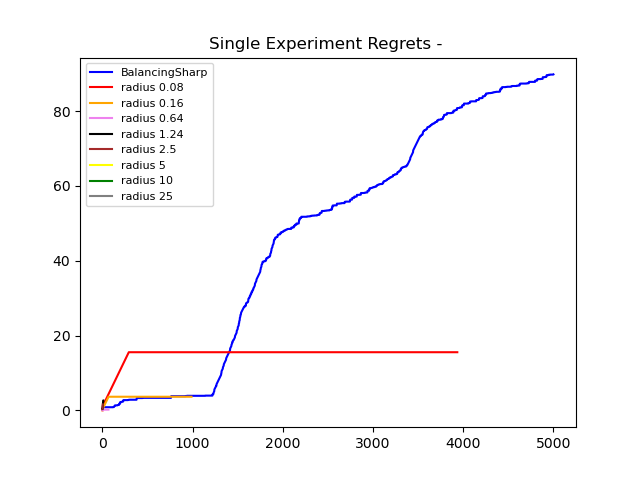 Single Experiment Regrets -
BalancingSharp
radius 0.08
radius 0.16
radius 0.64
radius 1.24
radius 2.5
radius 5
radius 10
radius 25
80
60
40
20
0
0 1000 2000 3000 4000 5000